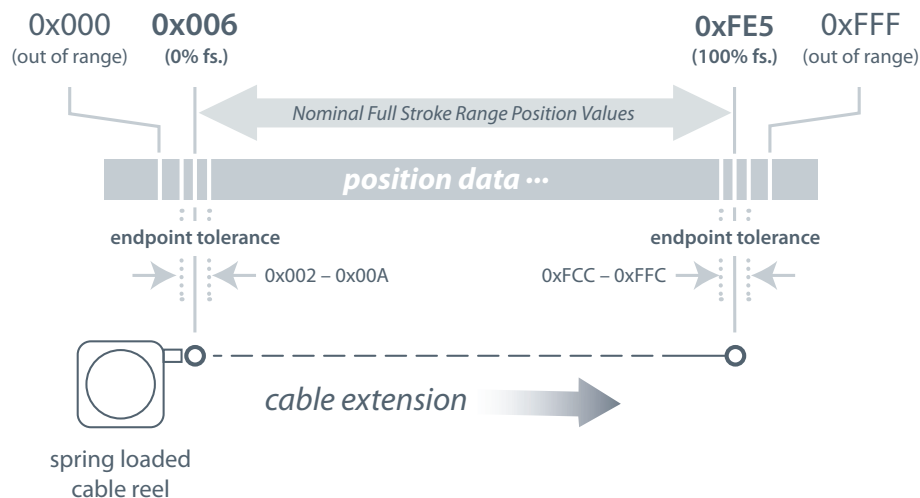 0x000 0x006 0xFE5 0xFFF
(out of range) (0% fs.) (100% fs.) (out of range)
Nominal Full Stroke Range Position Values
position data ···
endpoint tolerance endpoint tolerance
0x002 – 0x00A 0xFCC – 0xFFC
cable extension
spring loaded
cable reel